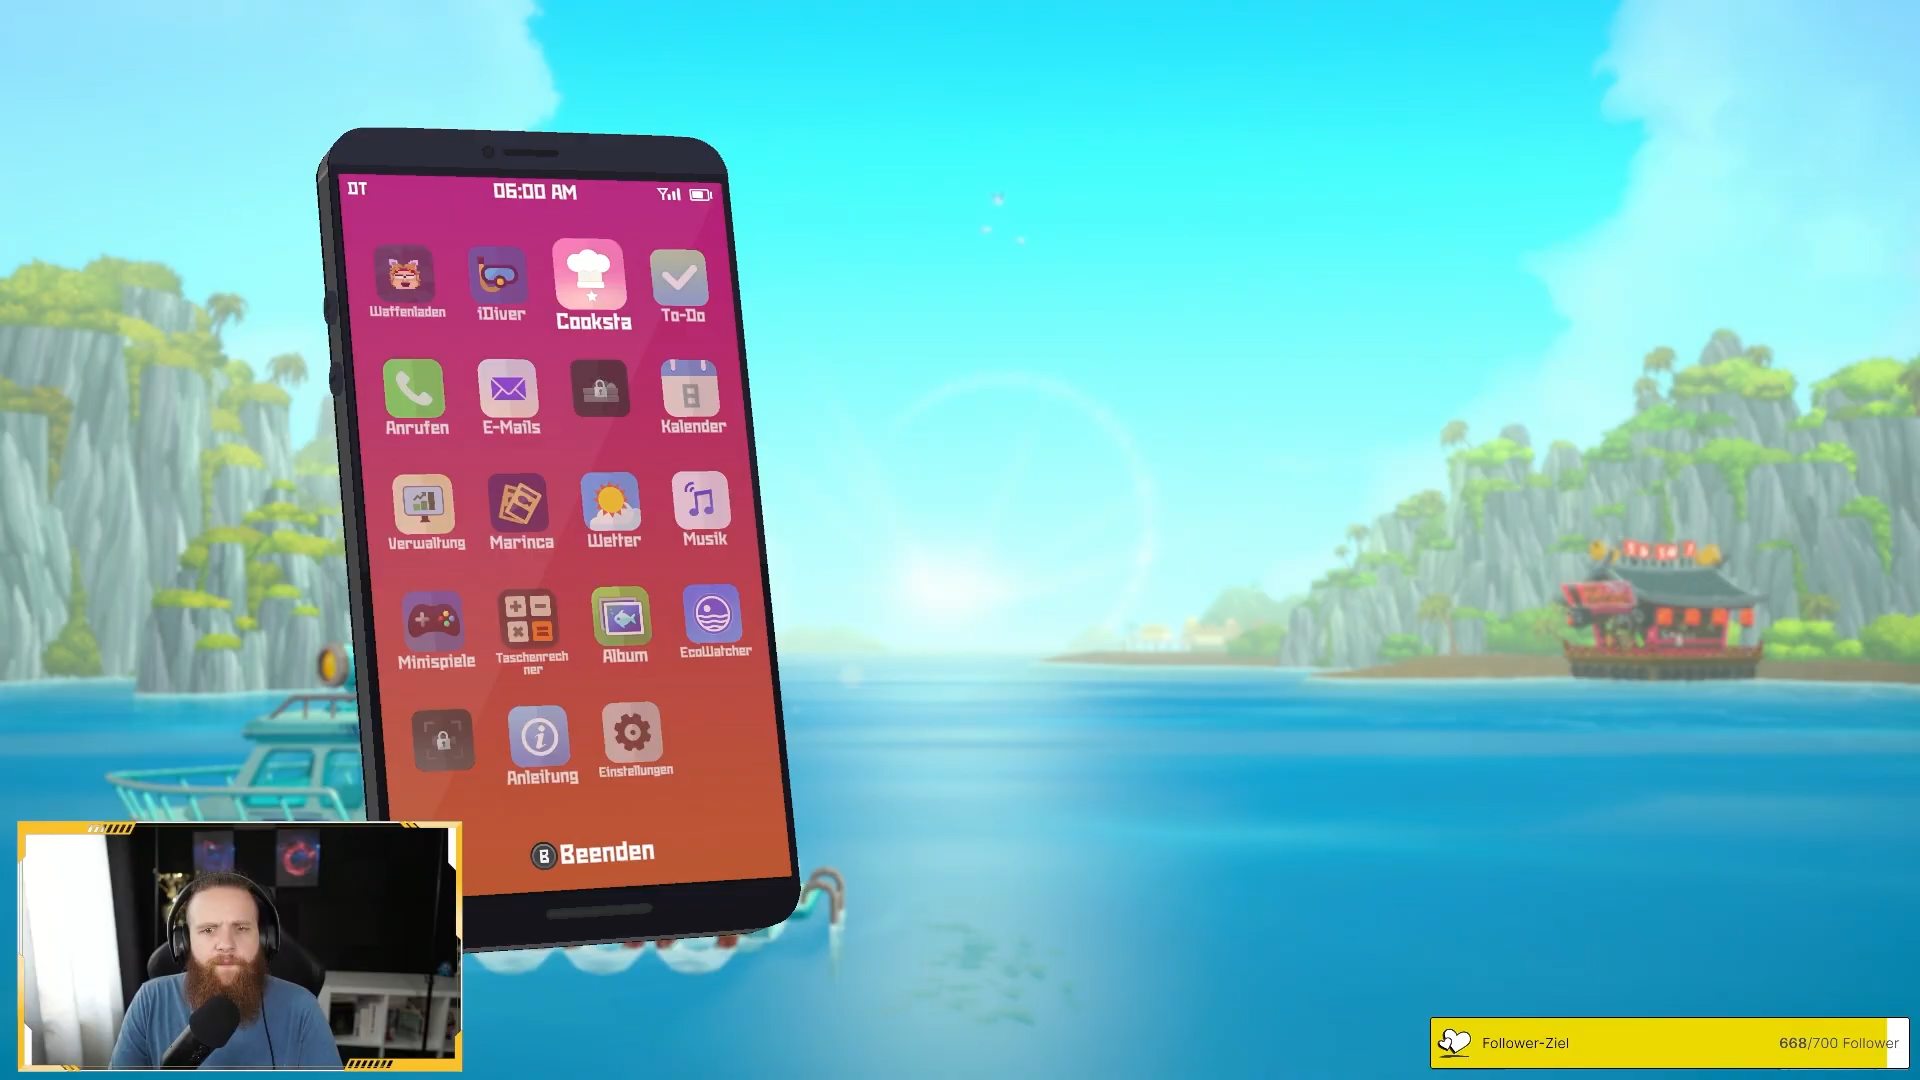 DT
06:00 AM
Waffenladen
iDiver
Cooksta
To-Do
Anrufen
E-Mails
Kalender
Verwaltung
Marinca
Wetter
Musik
Minispiele
Taschenrech
ner
Album
EcoWatcher
Anleitung
Einstellungen
B Beenden
Follower-Ziel
668/700 Follower